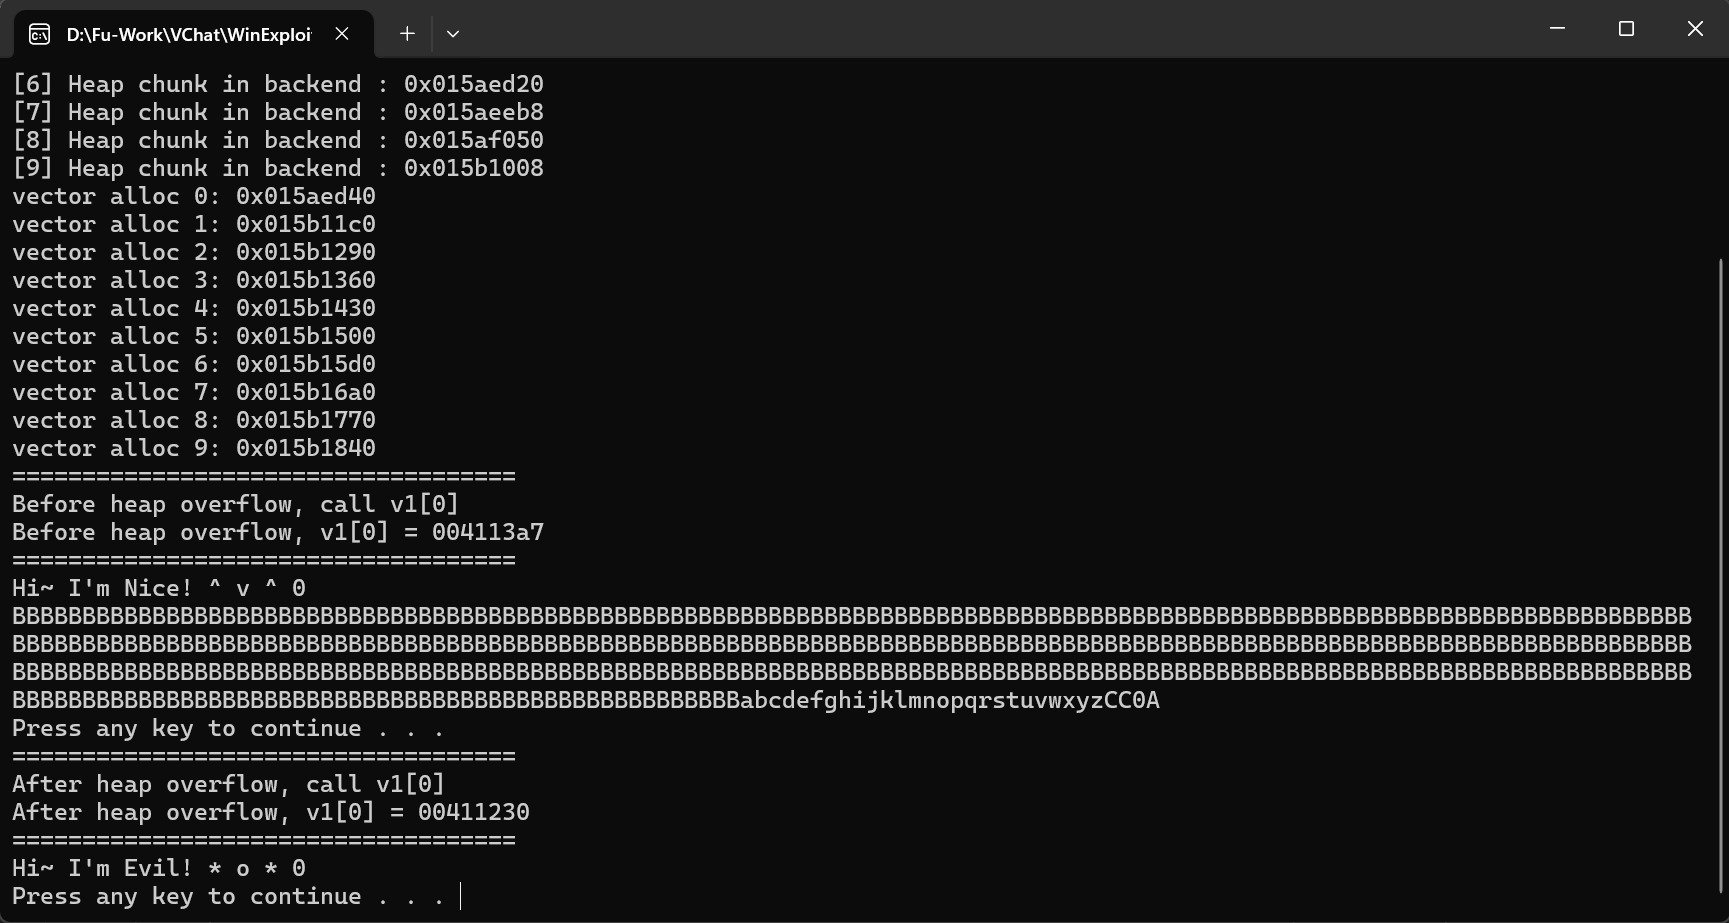 D:\Fu-Work\VChat\WinExploi
[6] Heap chunk in backend : 0x015aed20
[7] Heap chunk in backend : 0x015aeeb8
[8] Heap chunk in backend : 0x015af050
[9] Heap chunk in backend : 0x015b1008
vector alloc 0: 0x015aed40
vector alloc 1: 0x015b11c0
vector alloc 2: 0x015b1290
vector alloc 3: 0x015b1360
vector alloc 4: 0x015b1430
vector alloc 5: 0x015b1500
vector alloc 6: 0x015b15d0
vector alloc 7: 0x015b16a0
vector alloc 8: 0x015b1770
vector alloc 9: 0x015b1840
====================================
Before heap overflow, call v1[0]
Before heap overflow, v1[0] = 004113a7
====================================
Hi~ I'm Nice! ^ v ^ 0
BBBBBBBBBBBBBBBBBBBBBBBBBBBBBBBBBBBBBBBBBBBBBBBBBBBBBBBBBBBBBBBBBBBBBBBBBBBBBBBBBBBBBBBBBBBBBBBBBBBBBBBBBBBBBBBBBBBBBBBB
BBBBBBBBBBBBBBBBBBBBBBBBBBBBBBBBBBBBBBBBBBBBBBBBBBBBBBBBBBBBBBBBBBBBBBBBBBBBBBBBBBBBBBBBBBBBBBBBBBBBBBBBBBBBBBBBBBBBBBBB
BBBBBBBBBBBBBBBBBBBBBBBBBBBBBBBBBBBBBBBBBBBBBBBBBBBBBBBBBBBBBBBBBBBBBBBBBBBBBBBBBBBBBBBBBBBBBBBBBBBBBBBBBBBBBBBBBBBBBBBB
BBBBBBBBBBBBBBBBBBBBBBBBBBBBBBBBBBBBBBBBBBBBBBBBBBBBabcdefghijklmnopqrstuvwxyzCC0A
Press any key to continue . . .
====================================
After heap overflow, call v1[0]
After heap overflow, v1[0] = 00411230
====================================
Hi~ I'm Evil! * o * 0
Press any key to continue . . .